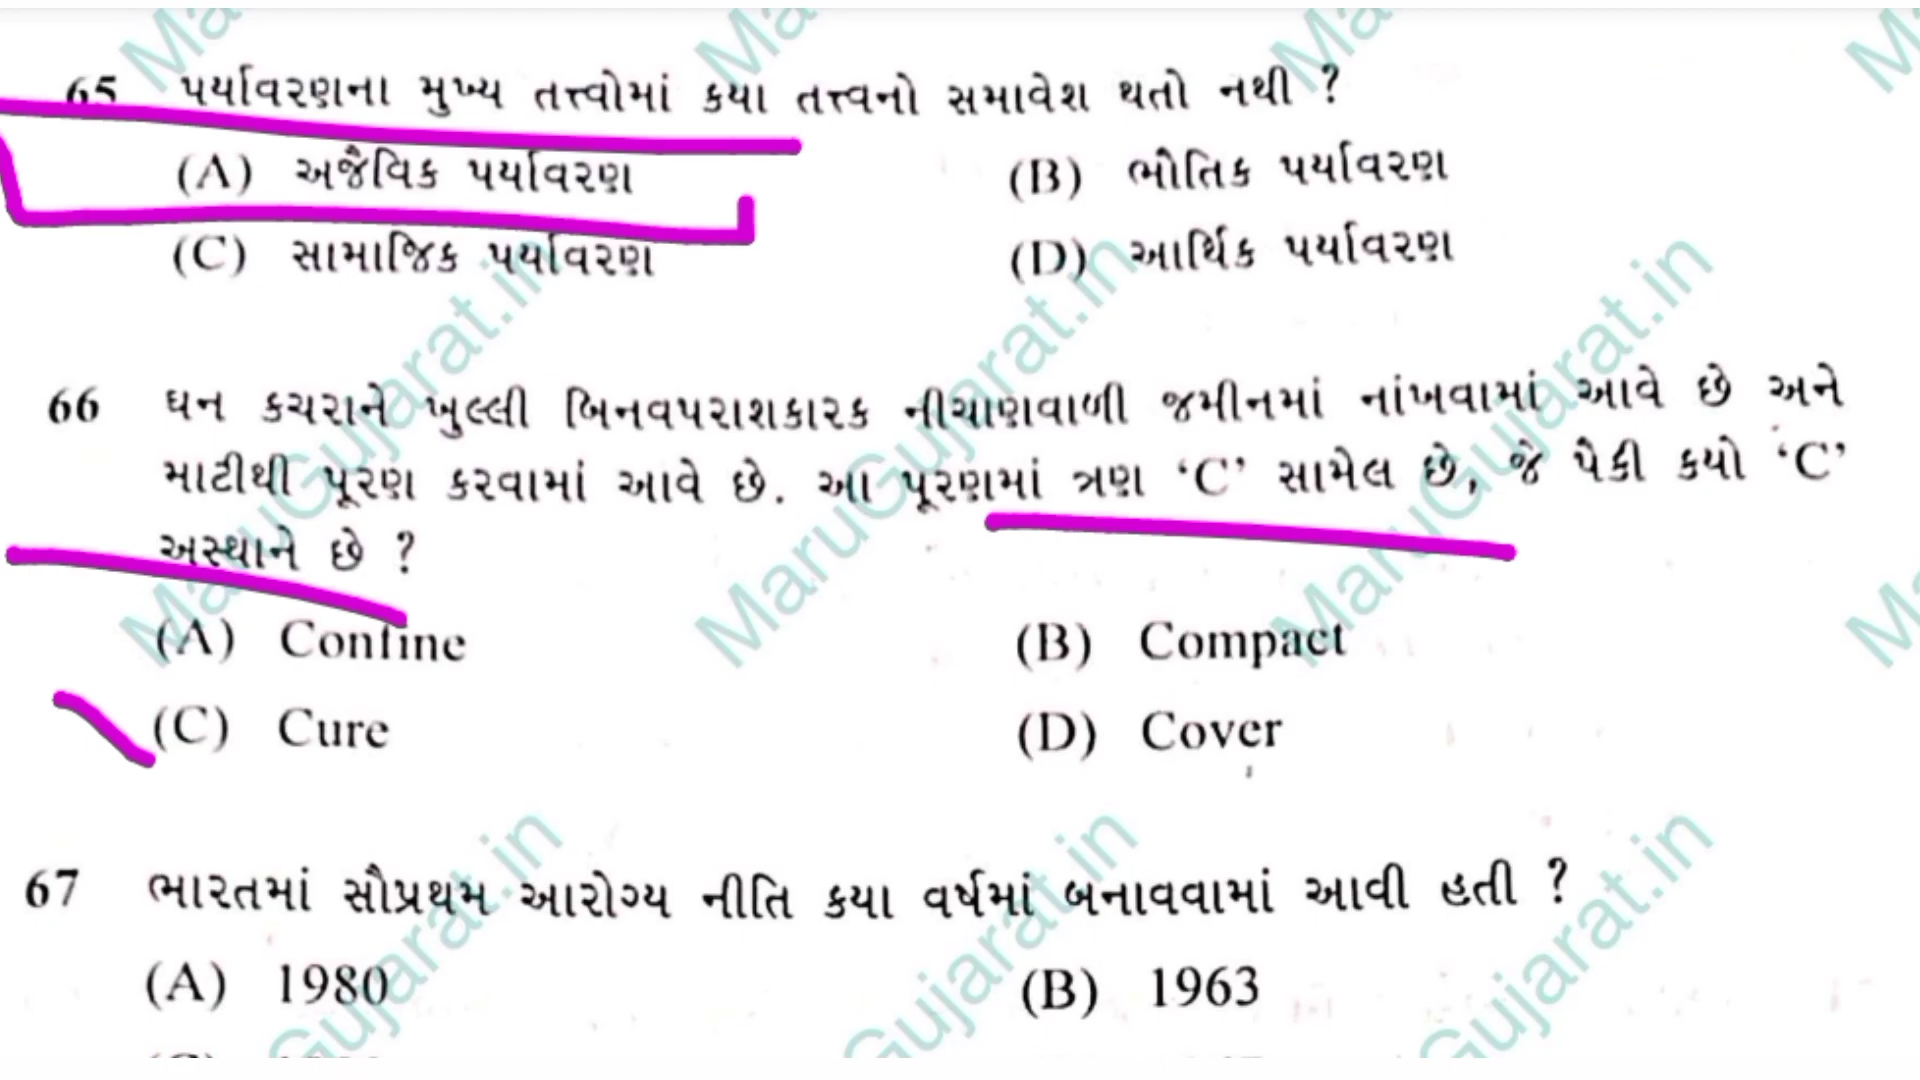 65 પર્યાવરણના મુખ્ય તત્ત્વોમાં કયા તત્ત્વનો સમાવેશ થતો નથી ?
(A) અજૈવિક પર્યાવરણ (B) ભૌતિક પર્યાવરણ
(C) સામાજિક પર્યાવરણ (D) આર્થિક પર્યાવરણ
66 ઘન કચરાને ખુલ્લી બિનવપરાશકારક નીચાણવાળી જમીનમાં નાંખવામાં આવે છે અને
માટીથી પૂરણ કરવામાં આવે છે. આ પૂરણમાં ત્રણ ‘C’ સામેલ છે, જે પૈકી કયો ‘C’
અસ્થાને છે ?
(A) Confine (B) Compact
(C) Cure (D) Cover
67 ભારતમાં સૌપ્રથમ આરોગ્ય નીતિ કયા વર્ષમાં બનાવવામાં આવી હતી ?
(A) 1980 (B) 1963
MaruGujarat.in